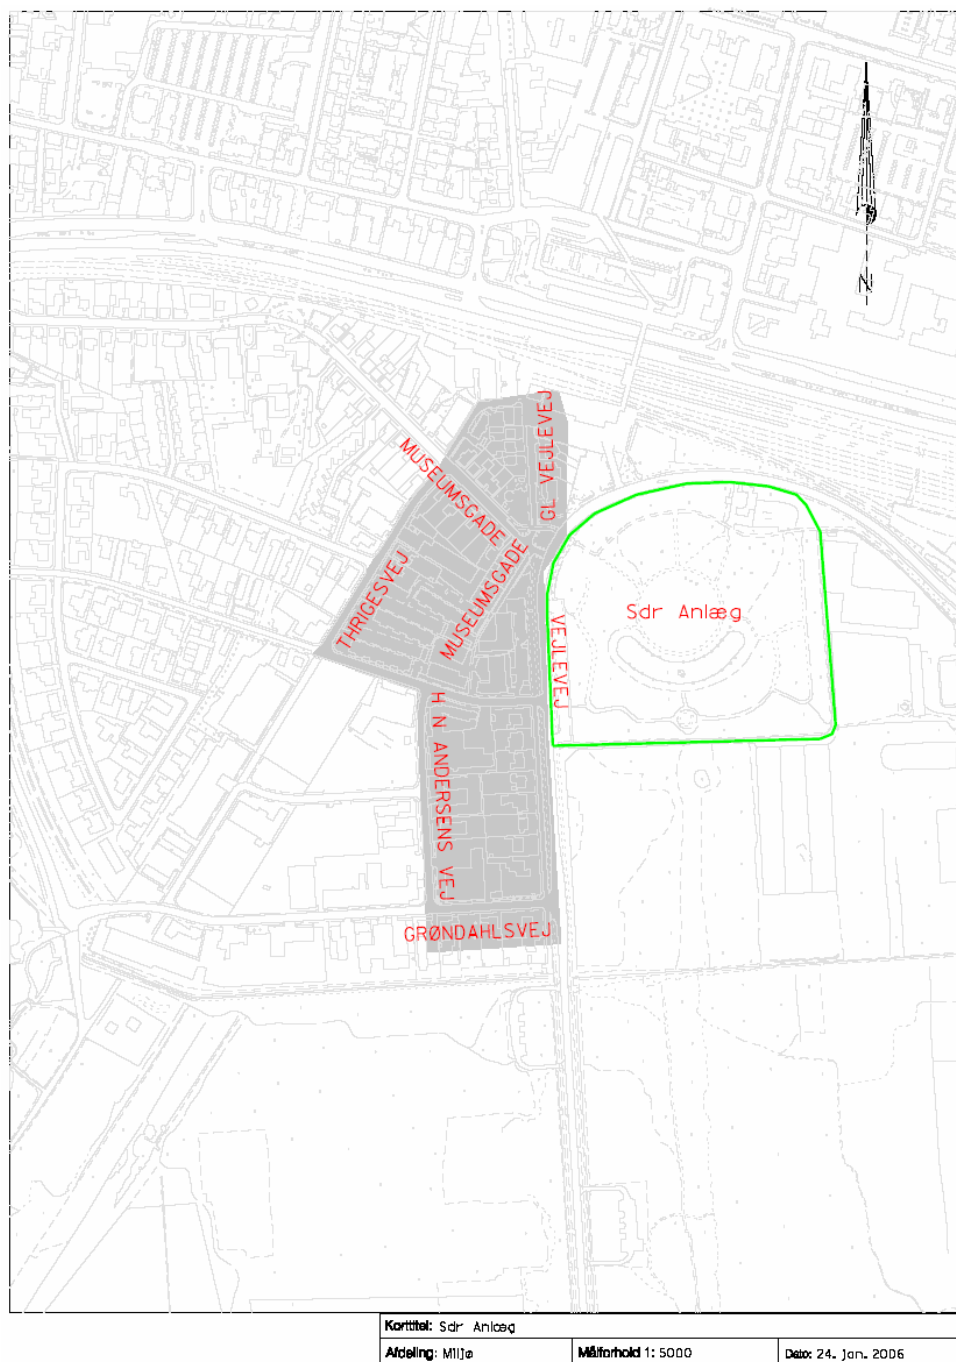 N
GL VEJLEVEJ
MUSEUMSGADE
MUSEUMSGADE
THRIGESVEJ
Sdr Anlæg
VEJLEVEJ
H N ANDERSENS VEJ
GRØNDAHLSVEJ
Korttitel: Sdr Anlæg
Afdeling: Miljø
Målforhold 1: 5000
Dato: 24. jan. 2006